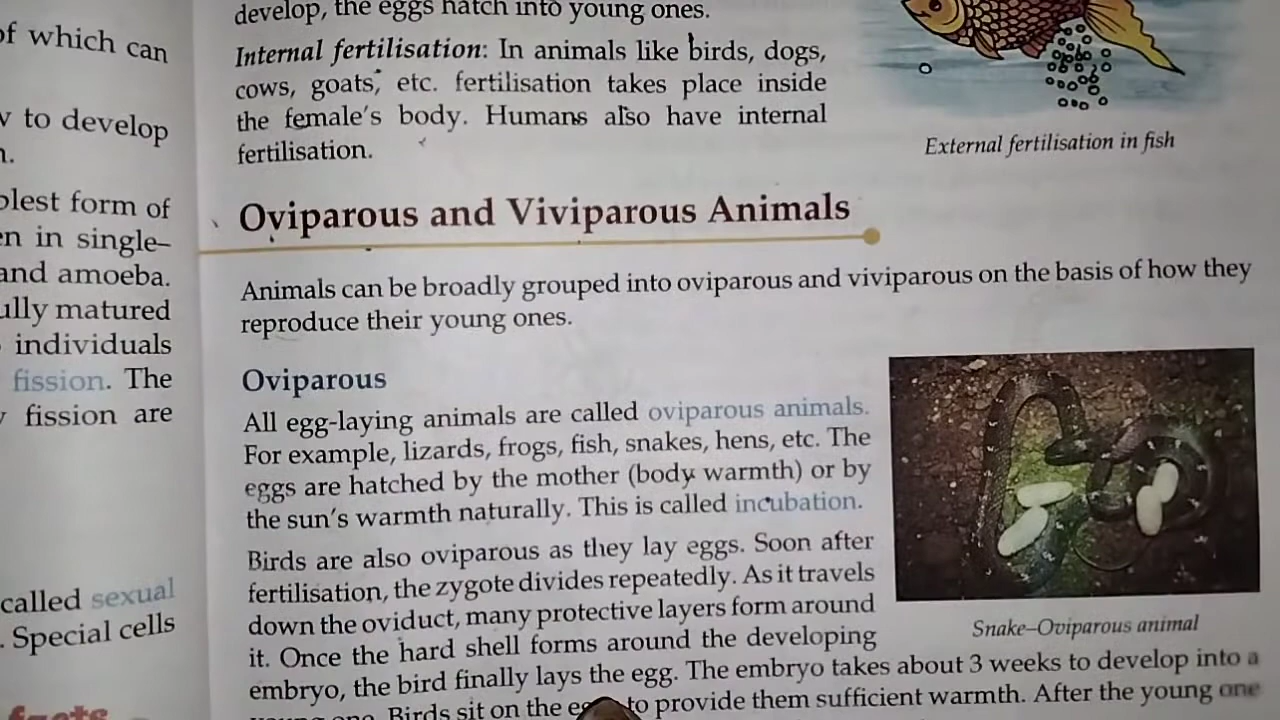 of which can
to develop
form of
in single–
and amoeba.
matured
individuals
fission. The
fission are
called sexual
. Special cells
facts
develop, the eggs hatch into young ones.
Internal fertilisation: In animals like birds, dogs,
cows, goats, etc. fertilisation takes place inside
the female's body. Humans also have internal
fertilisation.
External fertilisation in fish
Oviparous and Viviparous Animals
Animals can be broadly grouped into oviparous and viviparous on the basis of how they
reproduce their young ones.
Oviparous
All egg-laying animals are called oviparous animals.
For example, lizards, frogs, fish, snakes, hens, etc. The
eggs are hatched by the mother (body warmth) or by
the sun's warmth naturally. This is called incubation.
Birds are also oviparous as they lay eggs. Soon after
fertilisation, the zygote divides repeatedly. As it travels
down the oviduct, many protective layers form around
it. Once the hard shell forms around the developing
embryo, the bird finally lays the egg. The embryo takes about 3 weeks to develop into a
one. Birds sit on the to provide them sufficient warmth. After the young one
Snake–Oviparous animal